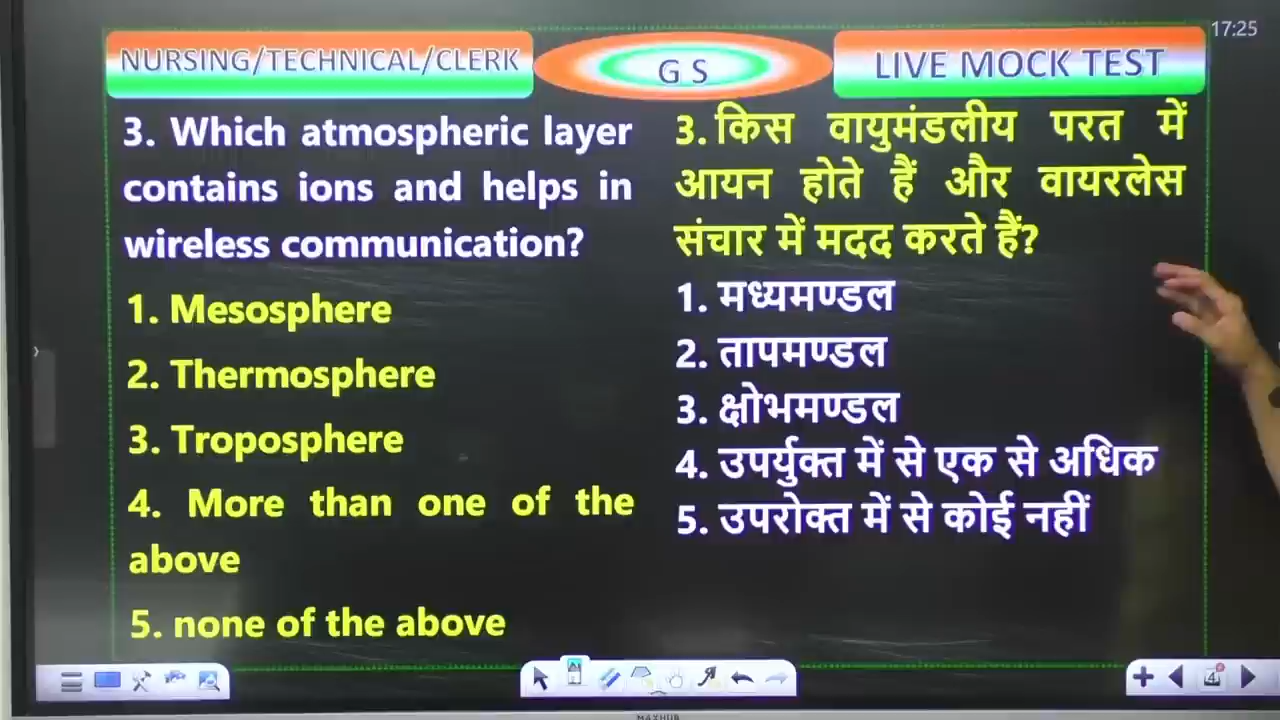 17:25
NURSING/TECHNICAL/CLERK
G S
LIVE MOCK TEST
3. Which atmospheric layer
contains ions and helps in
wireless communication?
1. Mesosphere
2. Thermosphere
3. Troposphere
4. More than one of the
above
5. none of the above
3. किस वायुमंडलीय परत में
आयन होते हैं और वायरलेस
संचार में मदद करते हैं?
1. मध्यमण्डल
2. तापमण्डल
3. क्षोभमण्डल
4. उपर्युक्त में से एक से अधिक
5. उपरोक्त में से कोई नहीं
4
MAXHUB